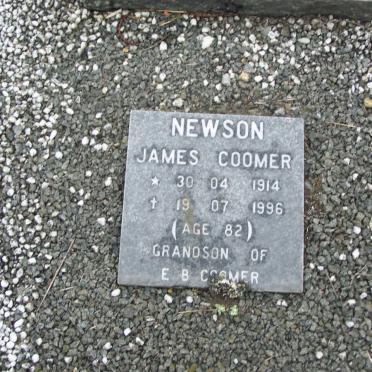 NEWSON
JAMES COOMER
* 30 04 1914
† 19 07 1996
(AGE 82)
GRANDSON OF
E B COOMER